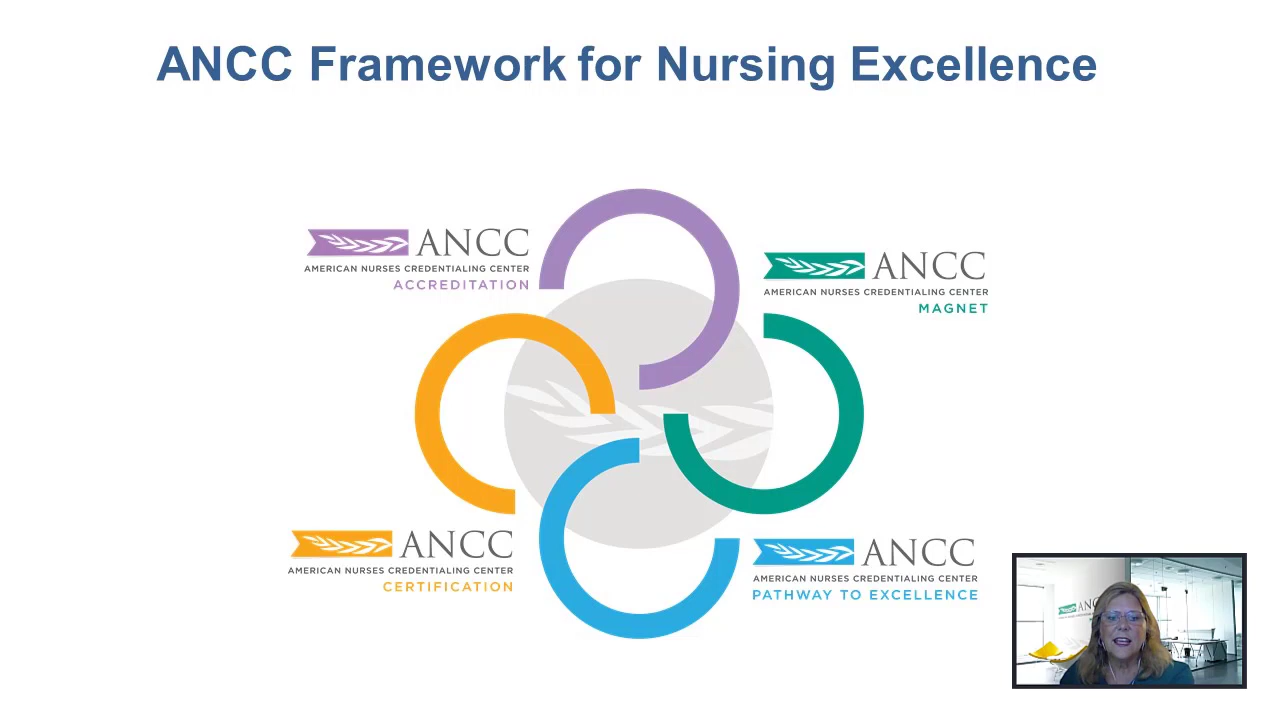 ANCC Framework for Nursing Excellence
ANCC
AMERICAN NURSES CREDENTIALING CENTER
ACCREDITATION
ANCC
AMERICAN NURSES CREDENTIALING CENTER
MAGNET
ANCC
AMERICAN NURSES CREDENTIALING CENTER
CERTIFICATION
ANCC
AMERICAN NURSES CREDENTIALING CENTER
PATHWAY TO EXCELLENCE